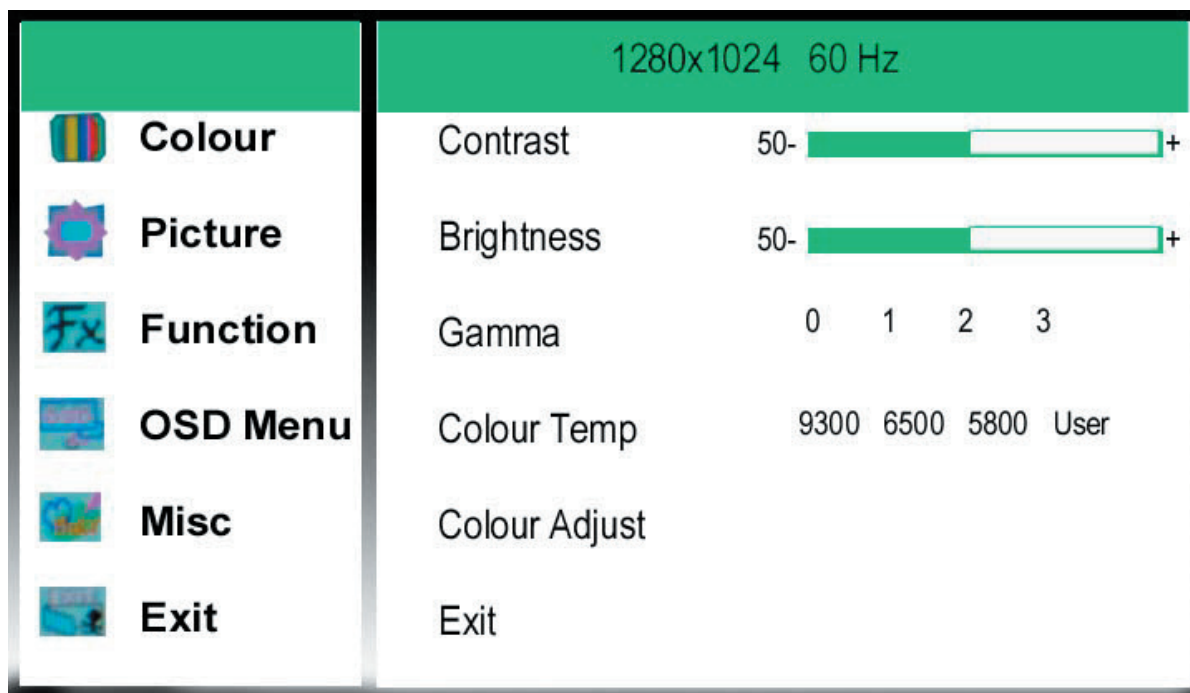 1280x1024 60 Hz
Colour
Picture
Function
OSD Menu
Misc
Exit
Contrast 50- +
Brightness 50- +
Gamma 0 1 2 3
Colour Temp 9300 6500 5800 User
Colour Adjust
Exit